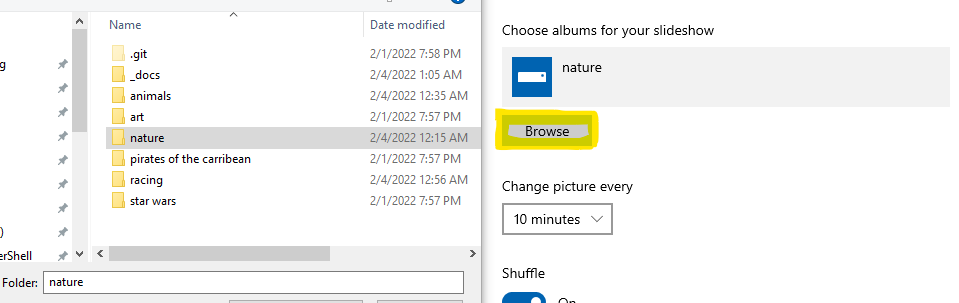 Name Date modified
.git 2/1/2022 7:58 PM
_docs 2/4/2022 1:05 AM
animals 2/4/2022 12:35 AM
art 2/1/2022 7:57 PM
nature 2/4/2022 12:15 AM
pirates of the carribean 2/1/2022 7:57 PM
racing 2/4/2022 12:56 AM
star wars 2/1/2022 7:57 PM
g
)
erShell
Folder: nature
Choose albums for your slideshow
nature
Browse
Change picture every
10 minutes
Shuffle
On